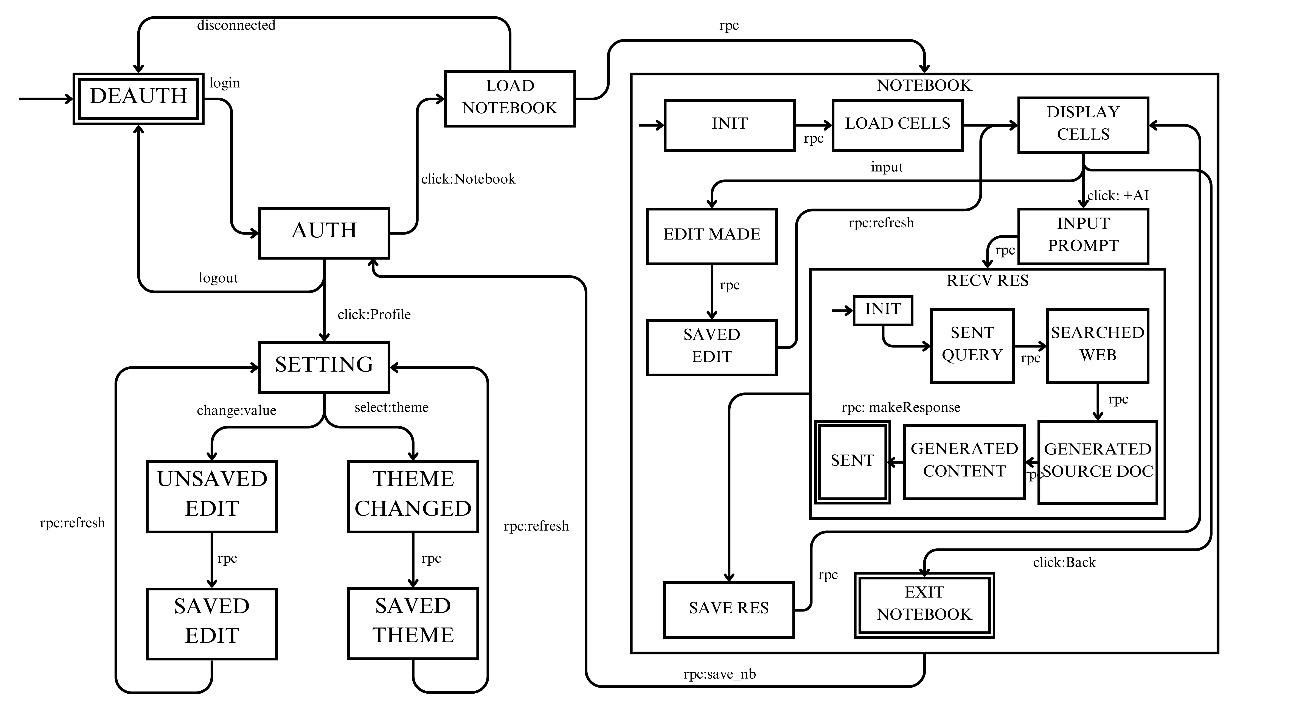 disconnected
rpc
DEAUTH
login
LOAD
NOTEBOOK
NOTEBOOK
INIT
rpc
LOAD CELLS
DISPLAY
CELLS
click:Notebook
input
click: +AI
AUTH
EDIT MADE
rpc:refresh
INPUT
PROMPT
rpc
logout
rpc
RECV RES
click:Profile
INIT
SAVED
EDIT
SENT
QUERY
rpc
SEARCHED
WEB
SETTING
rpc
change:value
select:theme
rpc: makeResponse
UNSAVED
EDIT
THEME
CHANGED
SENT
GENERATED
CONTENT
rpc
GENERATED
SOURCE DOC
rpc:refresh
rpc:refresh
rpc
rpc
click:Back
rpc
SAVED
EDIT
SAVED
THEME
SAVE RES
EXIT
NOTEBOOK
rpc:save_nb